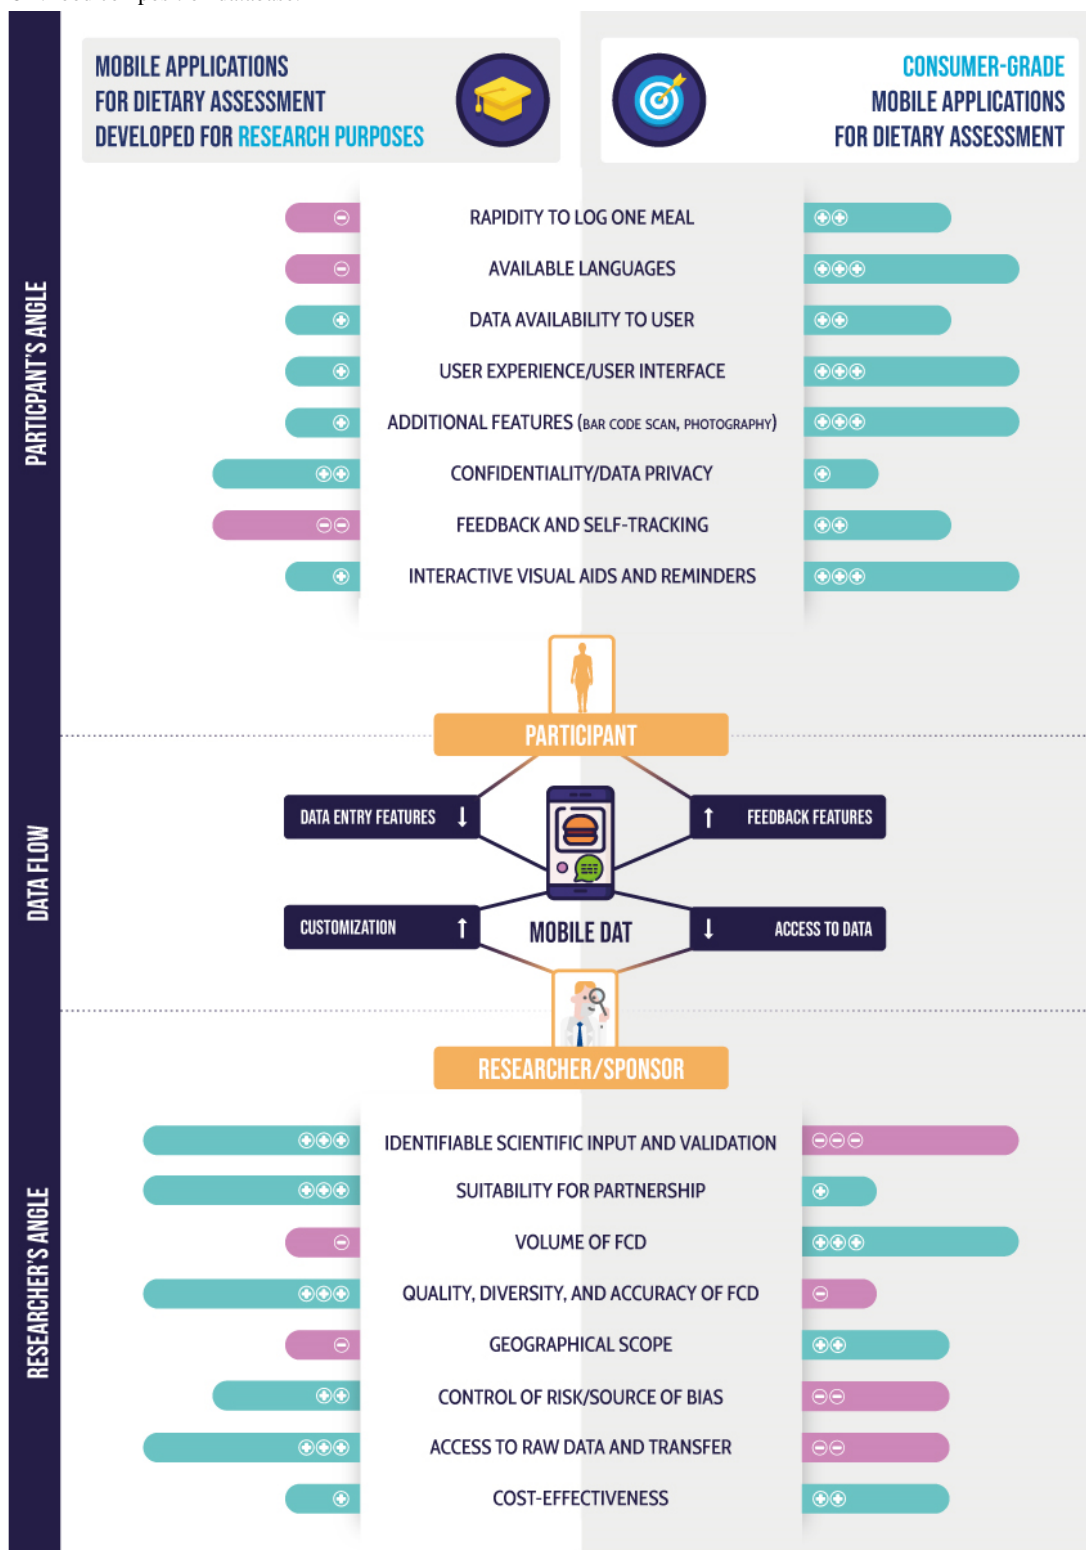 MOBILE APPLICATIONS
FOR DIETARY ASSESSMENT
DEVELOPED FOR RESEARCH PURPOSES
CONSUMER-GRADE
MOBILE APPLICATIONS
FOR DIETARY ASSESSMENT
PARTICPANT'S ANGLE
RAPIDITY TO LOG ONE MEAL
AVAILABLE LANGUAGES
DATA AVAILABILITY TO USER
USER EXPERIENCE/USER INTERFACE
ADDITIONAL FEATURES (BAR CODE SCAN, PHOTOGRAPHY)
CONFIDENTIALITY/DATA PRIVACY
FEEDBACK AND SELF-TRACKING
INTERACTIVE VISUAL AIDS AND REMINDERS
PARTICIPANT
DATA FLOW
DATA ENTRY FEATURES ↓
↑ FEEDBACK FEATURES
CUSTOMIZATION ↑
MOBILE DAT
↓ ACCESS TO DATA
RESEARCHER/SPONSOR
RESEARCHER'S ANGLE
IDENTIFIABLE SCIENTIFIC INPUT AND VALIDATION
SUITABILITY FOR PARTNERSHIP
VOLUME OF FCD
QUALITY, DIVERSITY, AND ACCURACY OF FCD
GEOGRAPHICAL SCOPE
CONTROL OF RISK/SOURCE OF BIAS
ACCESS TO RAW DATA AND TRANSFER
COST-EFFECTIVENESS